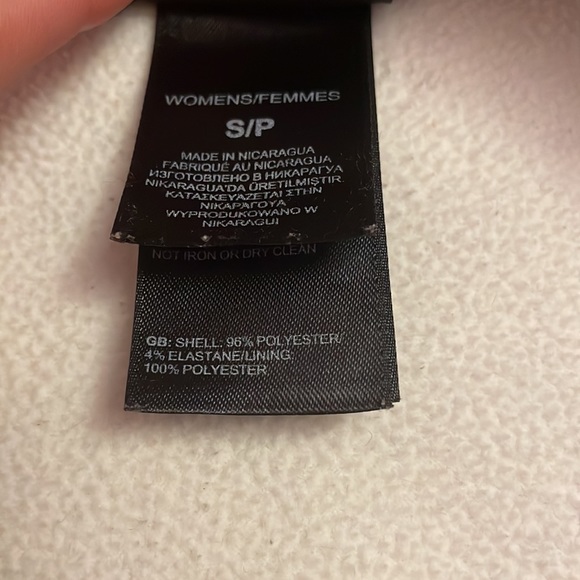 WOMENS/FEMMES
S/P
MADE IN NICARAGUA
FABRIQUÉ AU NICARAGUA
ИЗГОТОВЛЕНО В НИКАРАГУА
NIKARAGUA'DA ÜRETILMIŞTIR
ΚΑΤΑΣΚΕΥΑΖΕΤΑΙ ΣΤΗΝ
ΝΙΚΑΡΑΓΟΥΑ
WYPRODUKOWANO W
NIKARAGUI
NOT IRON OR DRY CLEAN
GB: SHELL: 96% POLYESTER
4% ELASTANE/LINING:
100% POLYESTER